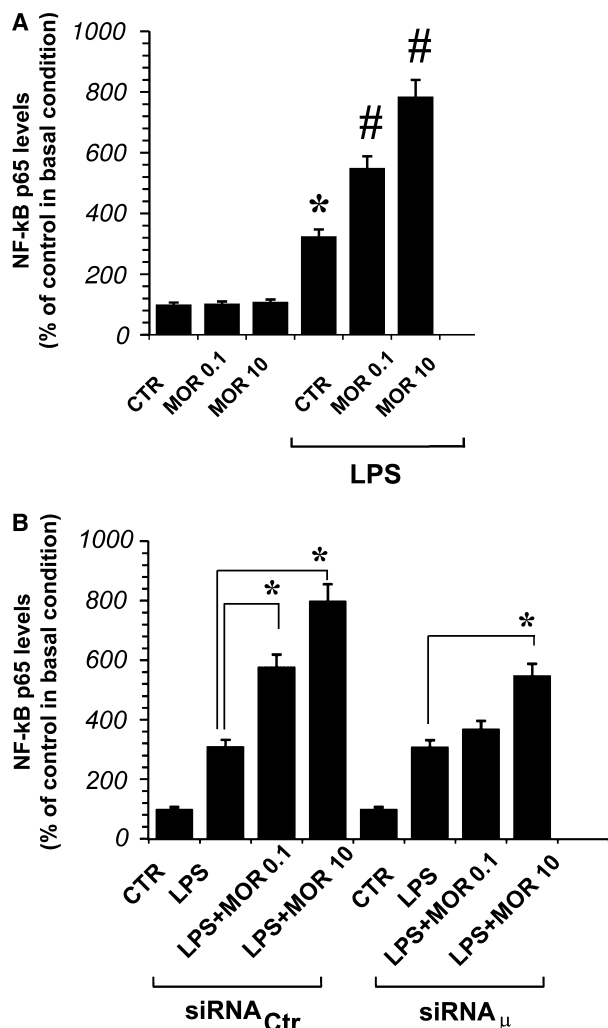 A
NF-kB p65 levels
(% of control in basal condition)
1000
800
600
400
200
0
*
#
#
CTR
MOR 0.1
MOR 10
CTR
MOR 0.1
MOR 10
LPS
B
NF-kB p65 levels
(% of control in basal condition)
1000
800
600
400
200
0
*
*
*
CTR
LPS
LPS+MOR 0.1
LPS+MOR 10
CTR
LPS
LPS+MOR 0.1
LPS+MOR 10
siRNA Ctr
siRNA μ